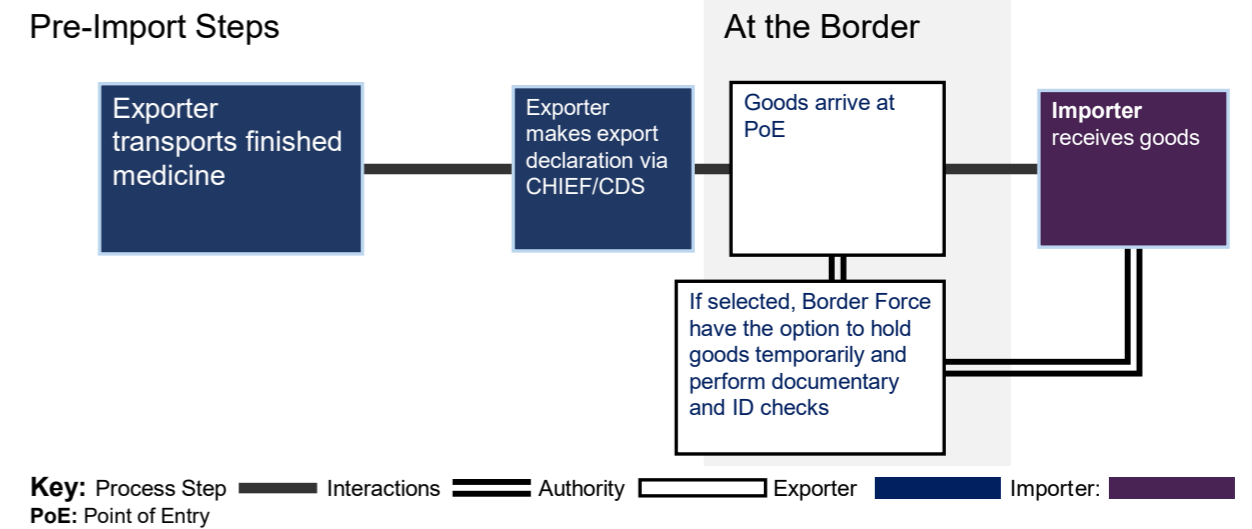 Pre-Import Steps
At the Border
Exporter
transports finished
medicine
Exporter
makes export
declaration via
CHIEF/CDS
Goods arrive at
PoE
Importer
receives goods
If selected, Border Force
have the option to hold
goods temporarily and
perform documentary
and ID checks
Key: Process Step Interactions Authority Exporter Importer:
PoE: Point of Entry